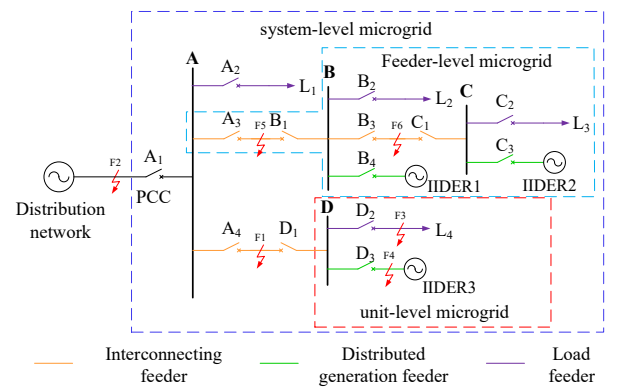 system-level microgrid
A
Feeder-level microgrid
A₂
L₁
B
B₂
L₂
C
C₂
L₃
A₃
F5
B₁
B₃
F6
C₁
B₄
IIDER1
C₃
IIDER2
F2
A₁
PCC
Distribution
network
A₄
F1
D₁
D
D₂
F3
L₄
D₃
F4
IIDER3
unit-level microgrid
Interconnecting
feeder
Distributed
generation feeder
Load
feeder